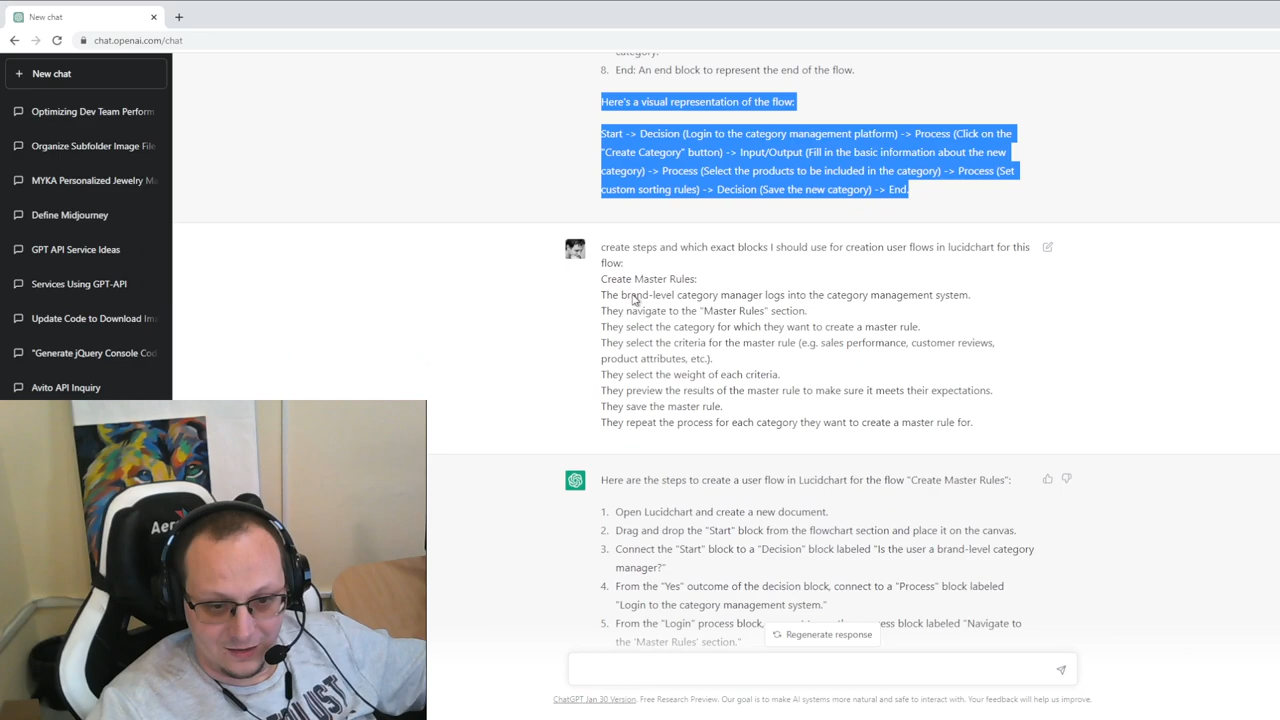 New chat
chat.openai.com/chat
New chat
Optimizing Dev Team Perform
Organize Subfolder Image File
MYKA Personalized Jewelry Ma
Define Midjourney
GPT API Service Ideas
Services Using GPT-API
Update Code to Download Ima
"Generate jQuery Console Cod
Avito API Inquiry
category.
8. End: An end block to represent the end of the flow.
Here's a visual representation of the flow:
Start -> Decision (Login to the category management platform) -> Process (Click on the
"Create Category" button) -> Input/Output (Fill in the basic information about the new
category) -> Process (Select the products to be included in the category) -> Process (Set
custom sorting rules) -> Decision (Save the new category) -> End.
create steps and which exact blocks I should use for creation user flows in lucidchart for this
flow:
Create Master Rules:
The brand-level category manager logs into the category management system.
They navigate to the "Master Rules" section.
They select the category for which they want to create a master rule.
They select the criteria for the master rule (e.g. sales performance, customer reviews,
product attributes, etc.).
They select the weight of each criteria.
They preview the results of the master rule to make sure it meets their expectations.
They save the master rule.
They repeat the process for each category they want to create a master rule for.
Here are the steps to create a user flow in Lucidchart for the flow "Create Master Rules":
1. Open Lucidchart and create a new document.
2. Drag and drop the "Start" block from the flowchart section and place it on the canvas.
3. Connect the "Start" block to a "Decision" block labeled "Is the user a brand-level category
manager?"
4. From the "Yes" outcome of the decision block, connect to a "Process" block labeled
"Login to the category management system."
5. From the "Login" process block, process block labeled "Navigate to
the 'Master Rules' section."
Regenerate response
ChatGPT Jan 30 Version. Free Research Preview. Our goal is to make AI systems more natural and safe to interact with. Your feedback will help us improve.